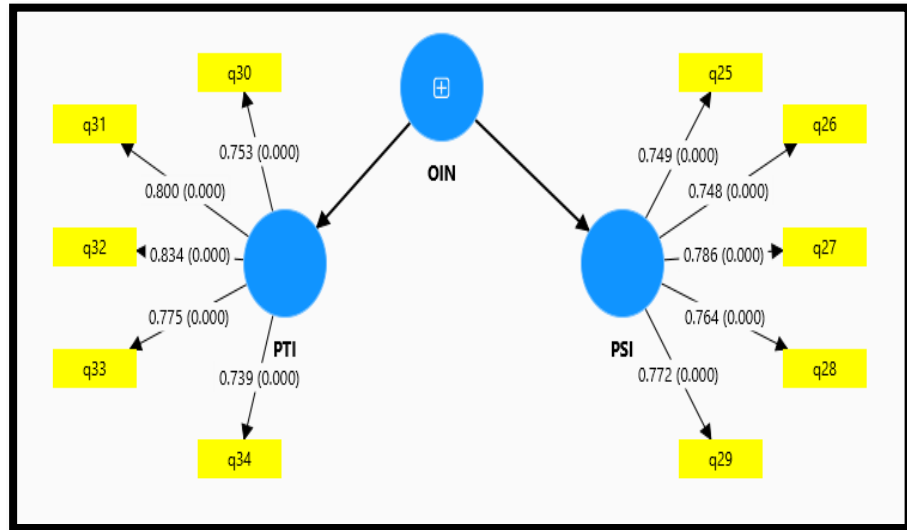 q30
q25
q31
q26
OIN
0.753 (0.000)
0.749 (0.000)
0.800 (0.000)
0.748 (0.000)
q32
0.834 (0.000)
0.786 (0.000)
q27
0.775 (0.000)
0.764 (0.000)
PTI
PSI
q33
0.739 (0.000)
0.772 (0.000)
q28
q34
q29